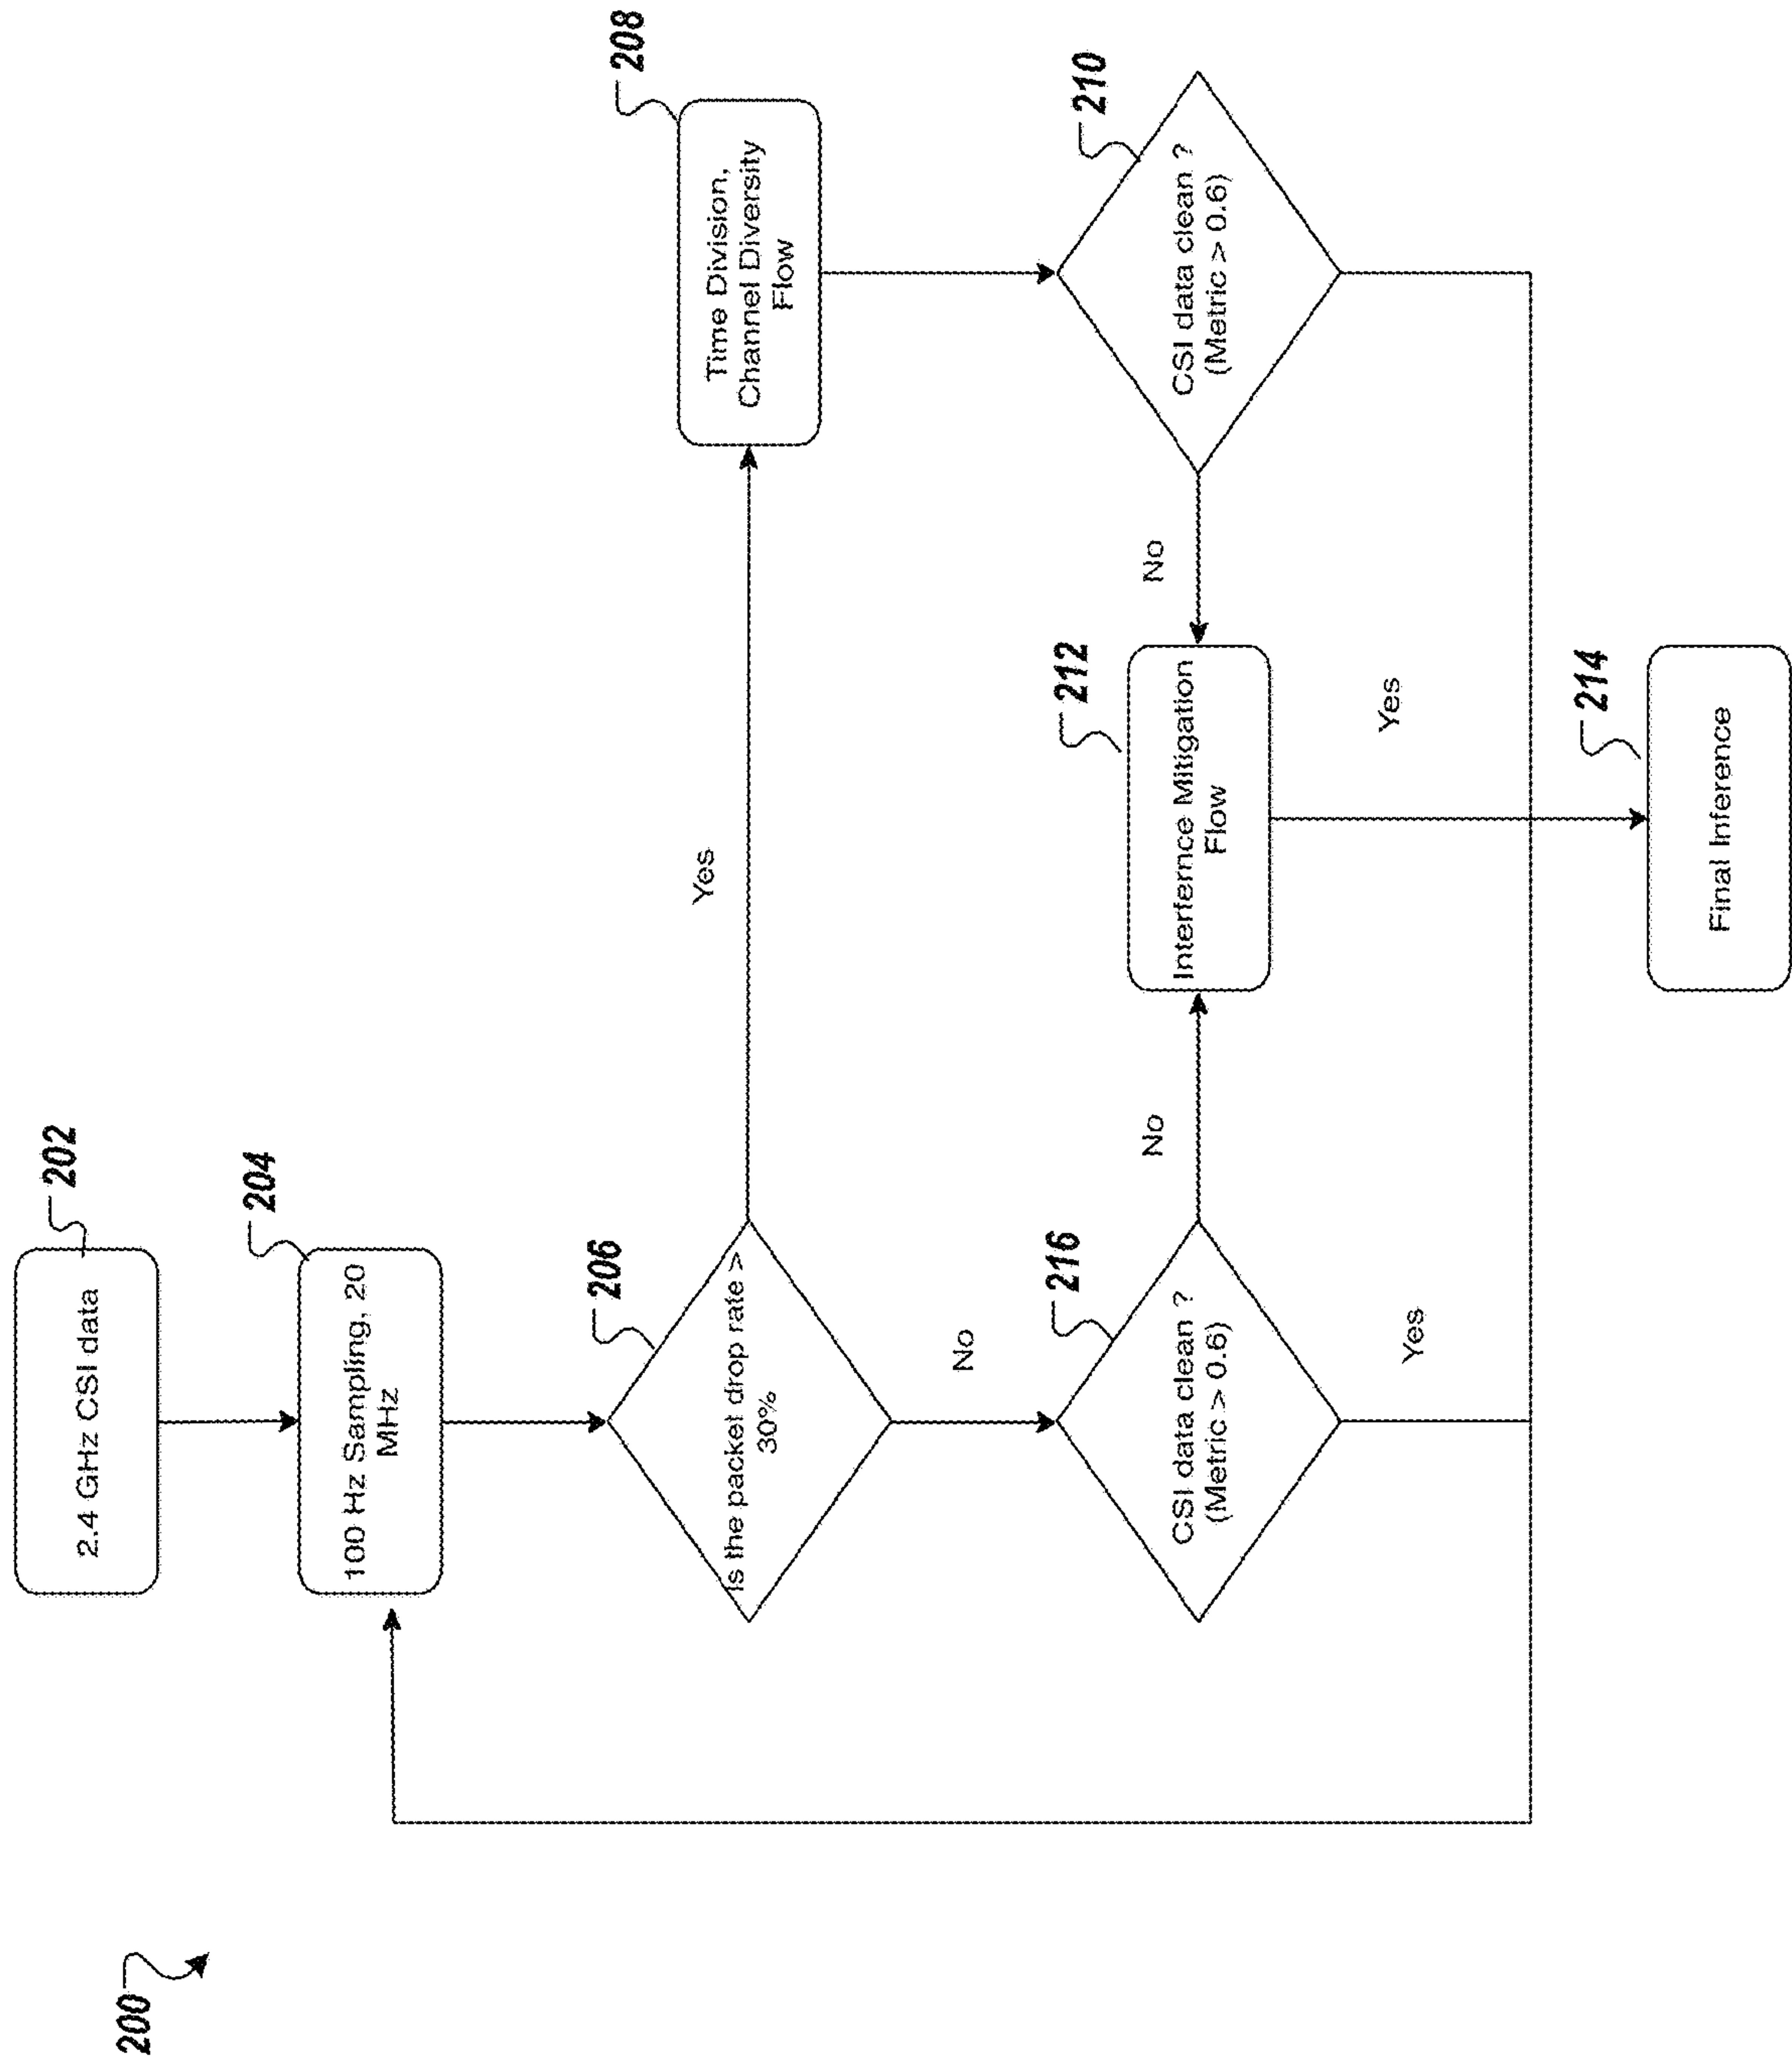 200
202
2.4 GHz CSI data
204
100 Hz Sampling, 20
MHz
206
Is the packet drop rate >
30%
Yes
208
Time Division,
Channel Diversity
Flow
No
216
CSI data clean ?
(Metric > 0.6)
No
212
Interfernce Mitigation
Flow
No
210
CSI data clean ?
(Metric > 0.6)
Yes
Yes
214
Final Inference